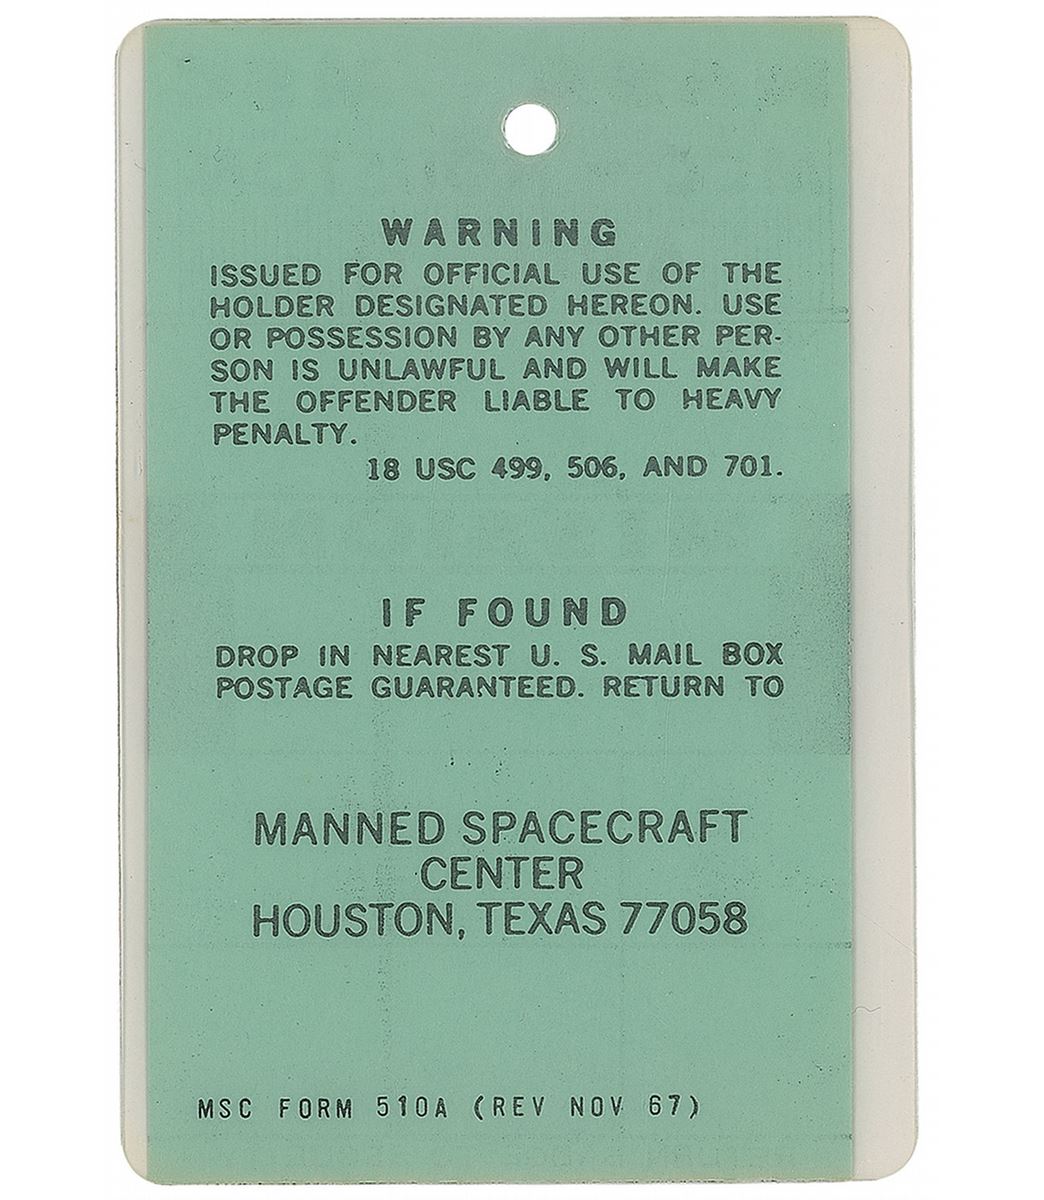 WARNING
ISSUED FOR OFFICIAL USE OF THE
HOLDER DESIGNATED HEREON. USE
OR POSSESSION BY ANY OTHER PER-
SON IS UNLAWFUL AND WILL MAKE
THE OFFENDER LIABLE TO HEAVY
PENALTY.
18 USC 499, 506, AND 701.
IF FOUND
DROP IN NEAREST U. S. MAIL BOX
POSTAGE GUARANTEED. RETURN TO
MANNED SPACECRAFT
CENTER
HOUSTON, TEXAS 77058
MSC FORM 510A (REV NOV 67)